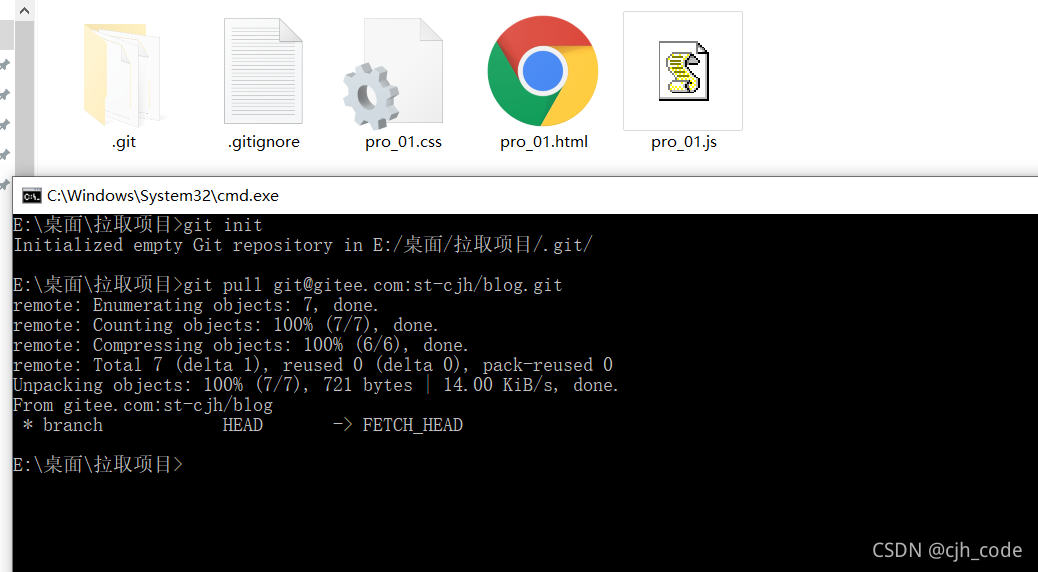 .git
.gitignore
pro_01.css
pro_01.html
pro_01.js
C:\Windows\System32\cmd.exe
E:\桌面\拉取项目>git init
Initialized empty Git repository in E:/桌面/拉取项目/.git/
E:\桌面\拉取项目>git pull git@gitee.com:st-cjh/blog.git
remote: Enumerating objects: 7, done.
remote: Counting objects: 100% (7/7), done.
remote: Compressing objects: 100% (6/6), done.
remote: Total 7 (delta 1), reused 0 (delta 0), pack-reused 0
Unpacking objects: 100% (7/7), 721 bytes | 14.00 KiB/s, done.
From gitee.com:st-cjh/blog
 * branch            HEAD       -> FETCH_HEAD
E:\桌面\拉取项目>
CSDN @cjh_code